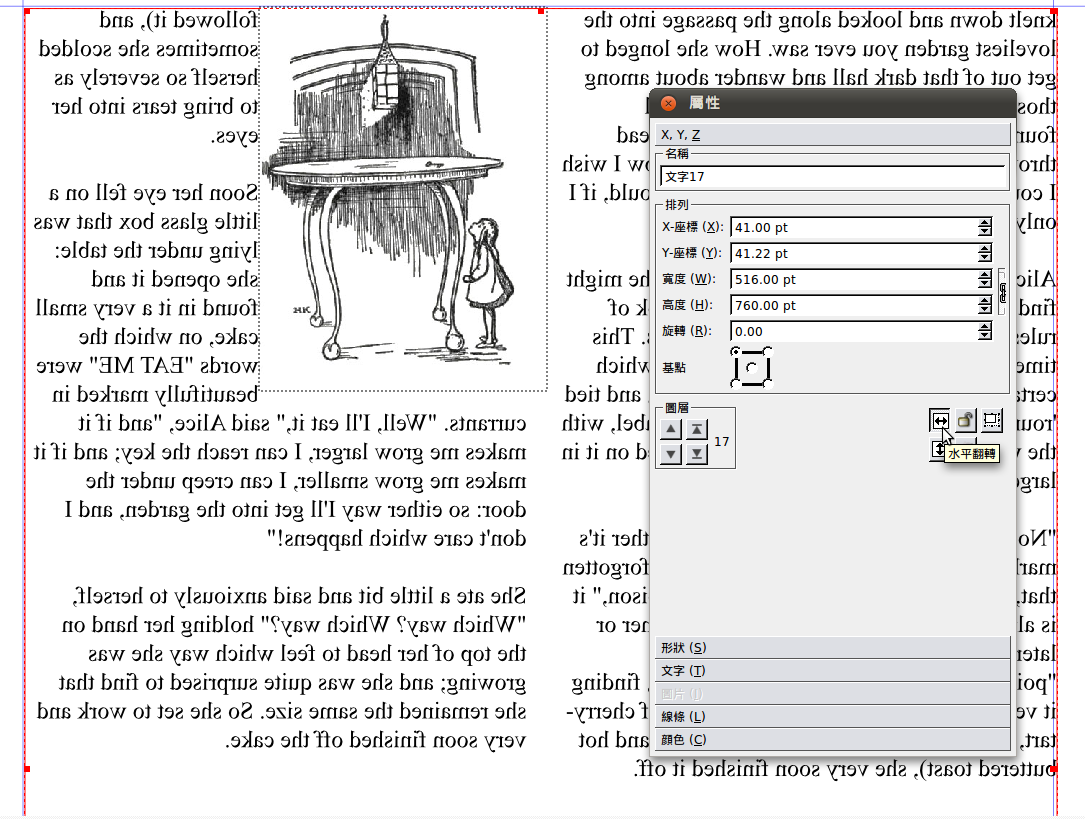 knelt down and looked along the passage into the
loveliest garden you ever saw. How she longed to
get out of that dark hall and wander about among
thos
four ead
thro ow I wish
I cou ould, if I
only
Alic he might
find k of
rules s. This
time which
certa and tied
'roun abel, with
the w ed on it in
large
"No ther it's
mark forgotten
that, ison," it
is al ner or
later
"poi , finding
it ve f cherry-
tart, and hot
buttered toast), she very soon finished it off.
followed it), and
sometimes she scolded
herself so severely as
to bring tears into her
eyes.
Soon her eye fell on a
little glass box that was
lying under the table:
she opened it and
found in it a very small
cake, on which the
words "EAT ME" were
beautifully marked in
currants. "Well, I'll eat it," said Alice, "and if it
makes me grow larger, I can reach the key; and if it
makes me grow smaller, I can creep under the
door: so either way I'll get into the garden, and I
don't care which happens!"
She ate a little bit and said anxiously to herself,
"Which way? Which way?" holding her hand on
the top of her head to feel which way she was
growing; and she was quite surprised to find that
she remained the same size. So she set to work and
very soon finished off the cake.
屬性
X, Y, Z
名稱
文字17
排列
X-座標 (X): 41.00 pt
Y-座標 (Y): 41.22 pt
寬度 (W): 516.00 pt
高度 (H): 760.00 pt
旋轉 (R): 0.00
基點
圖層
17
水平翻轉
形狀 (S)
文字 (T)
圖片 (I)
線條 (L)
顏色 (C)